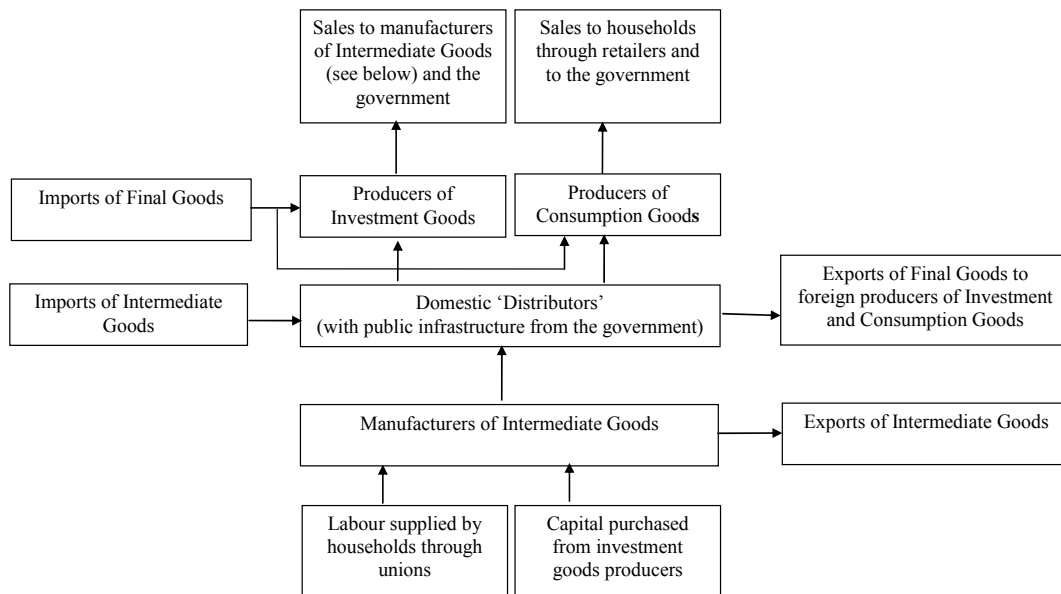 Sales to manufacturers
of Intermediate Goods
(see below) and the
government
Sales to households
through retailers and
to the government
Imports of Final Goods
Producers of
Investment Goods
Producers of
Consumption Goods
Imports of Intermediate
Goods
Domestic ‘Distributors’
(with public infrastructure from the government)
Exports of Final Goods to
foreign producers of Investment
and Consumption Goods
Manufacturers of Intermediate Goods
Exports of Intermediate Goods
Labour supplied by
households through
unions
Capital purchased
from investment
goods producers